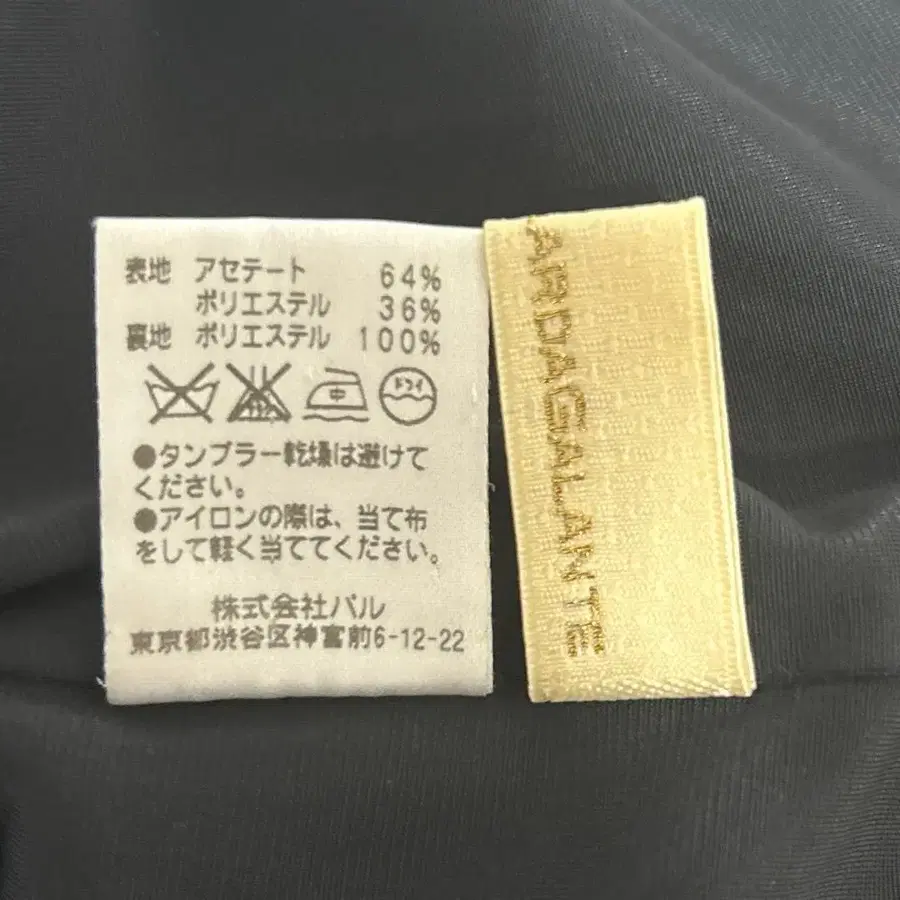 表地 アセテート 64%
ポリエステル 36%
裏地 ポリエステル 100%
中 ドライ
●タンブラー乾燥は避けて
ください。
●アイロンの際は、当て布
をして軽く当ててください。
株式会社パル
東京都渋谷区神宮前6-12-22
ARDAGALANTE